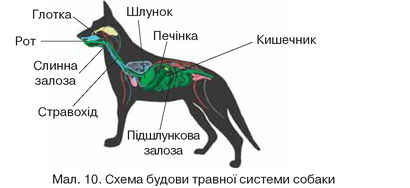 Глотка
Шлунок
Печінка
Рот
Кишечник
Слинна
залоза
Стравохід
Підшлункова
залоза
Мал. 10. Схема будови травної системи собаки